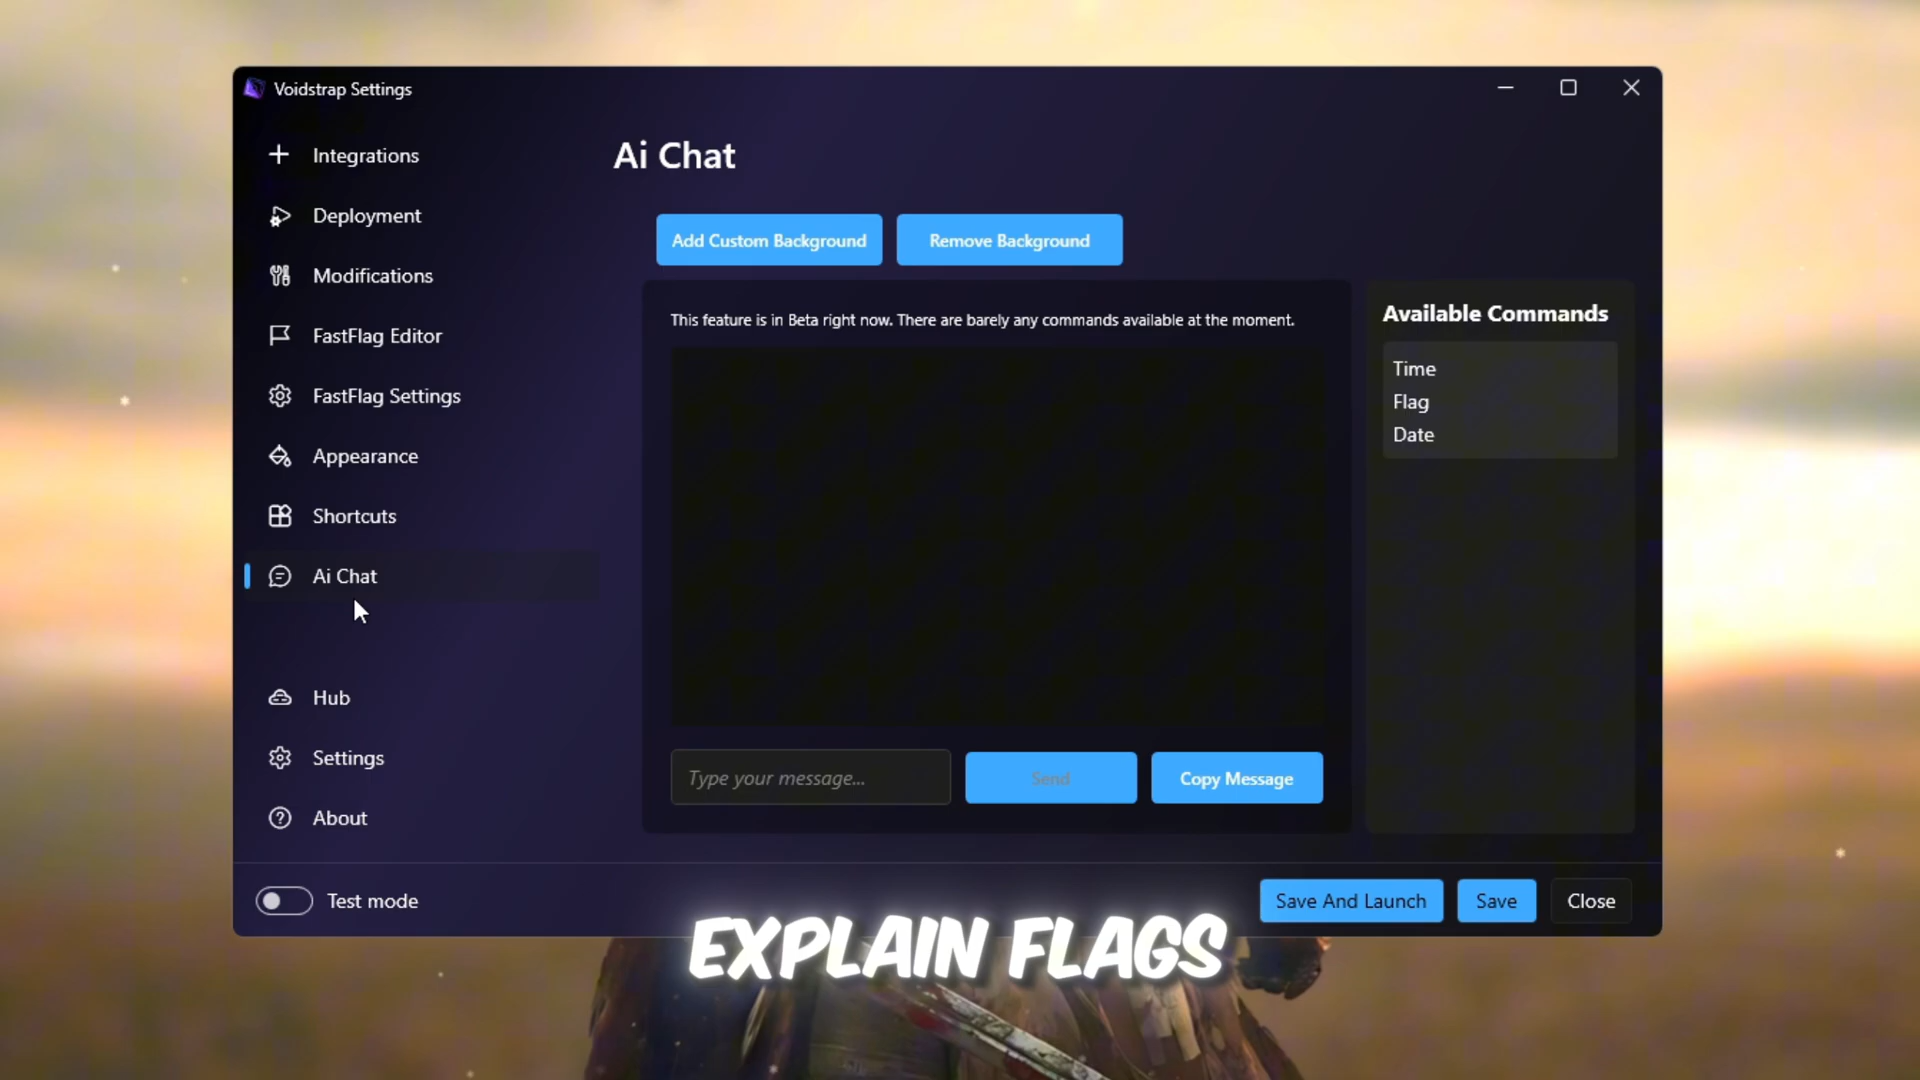 Voidstrap Settings
Integrations
Deployment
Modifications
FastFlag Editor
FastFlag Settings
Appearance
Shortcuts
Ai Chat
Hub
Settings
About
Test mode
Ai Chat
Add Custom Background
Remove Background
This feature is in Beta right now. There are barely any commands available at the moment.
Type your message...
Send
Copy Message
Available Commands
Time
Flag
Date
Save And Launch
Save
Close
EXPLAIN FLAGS